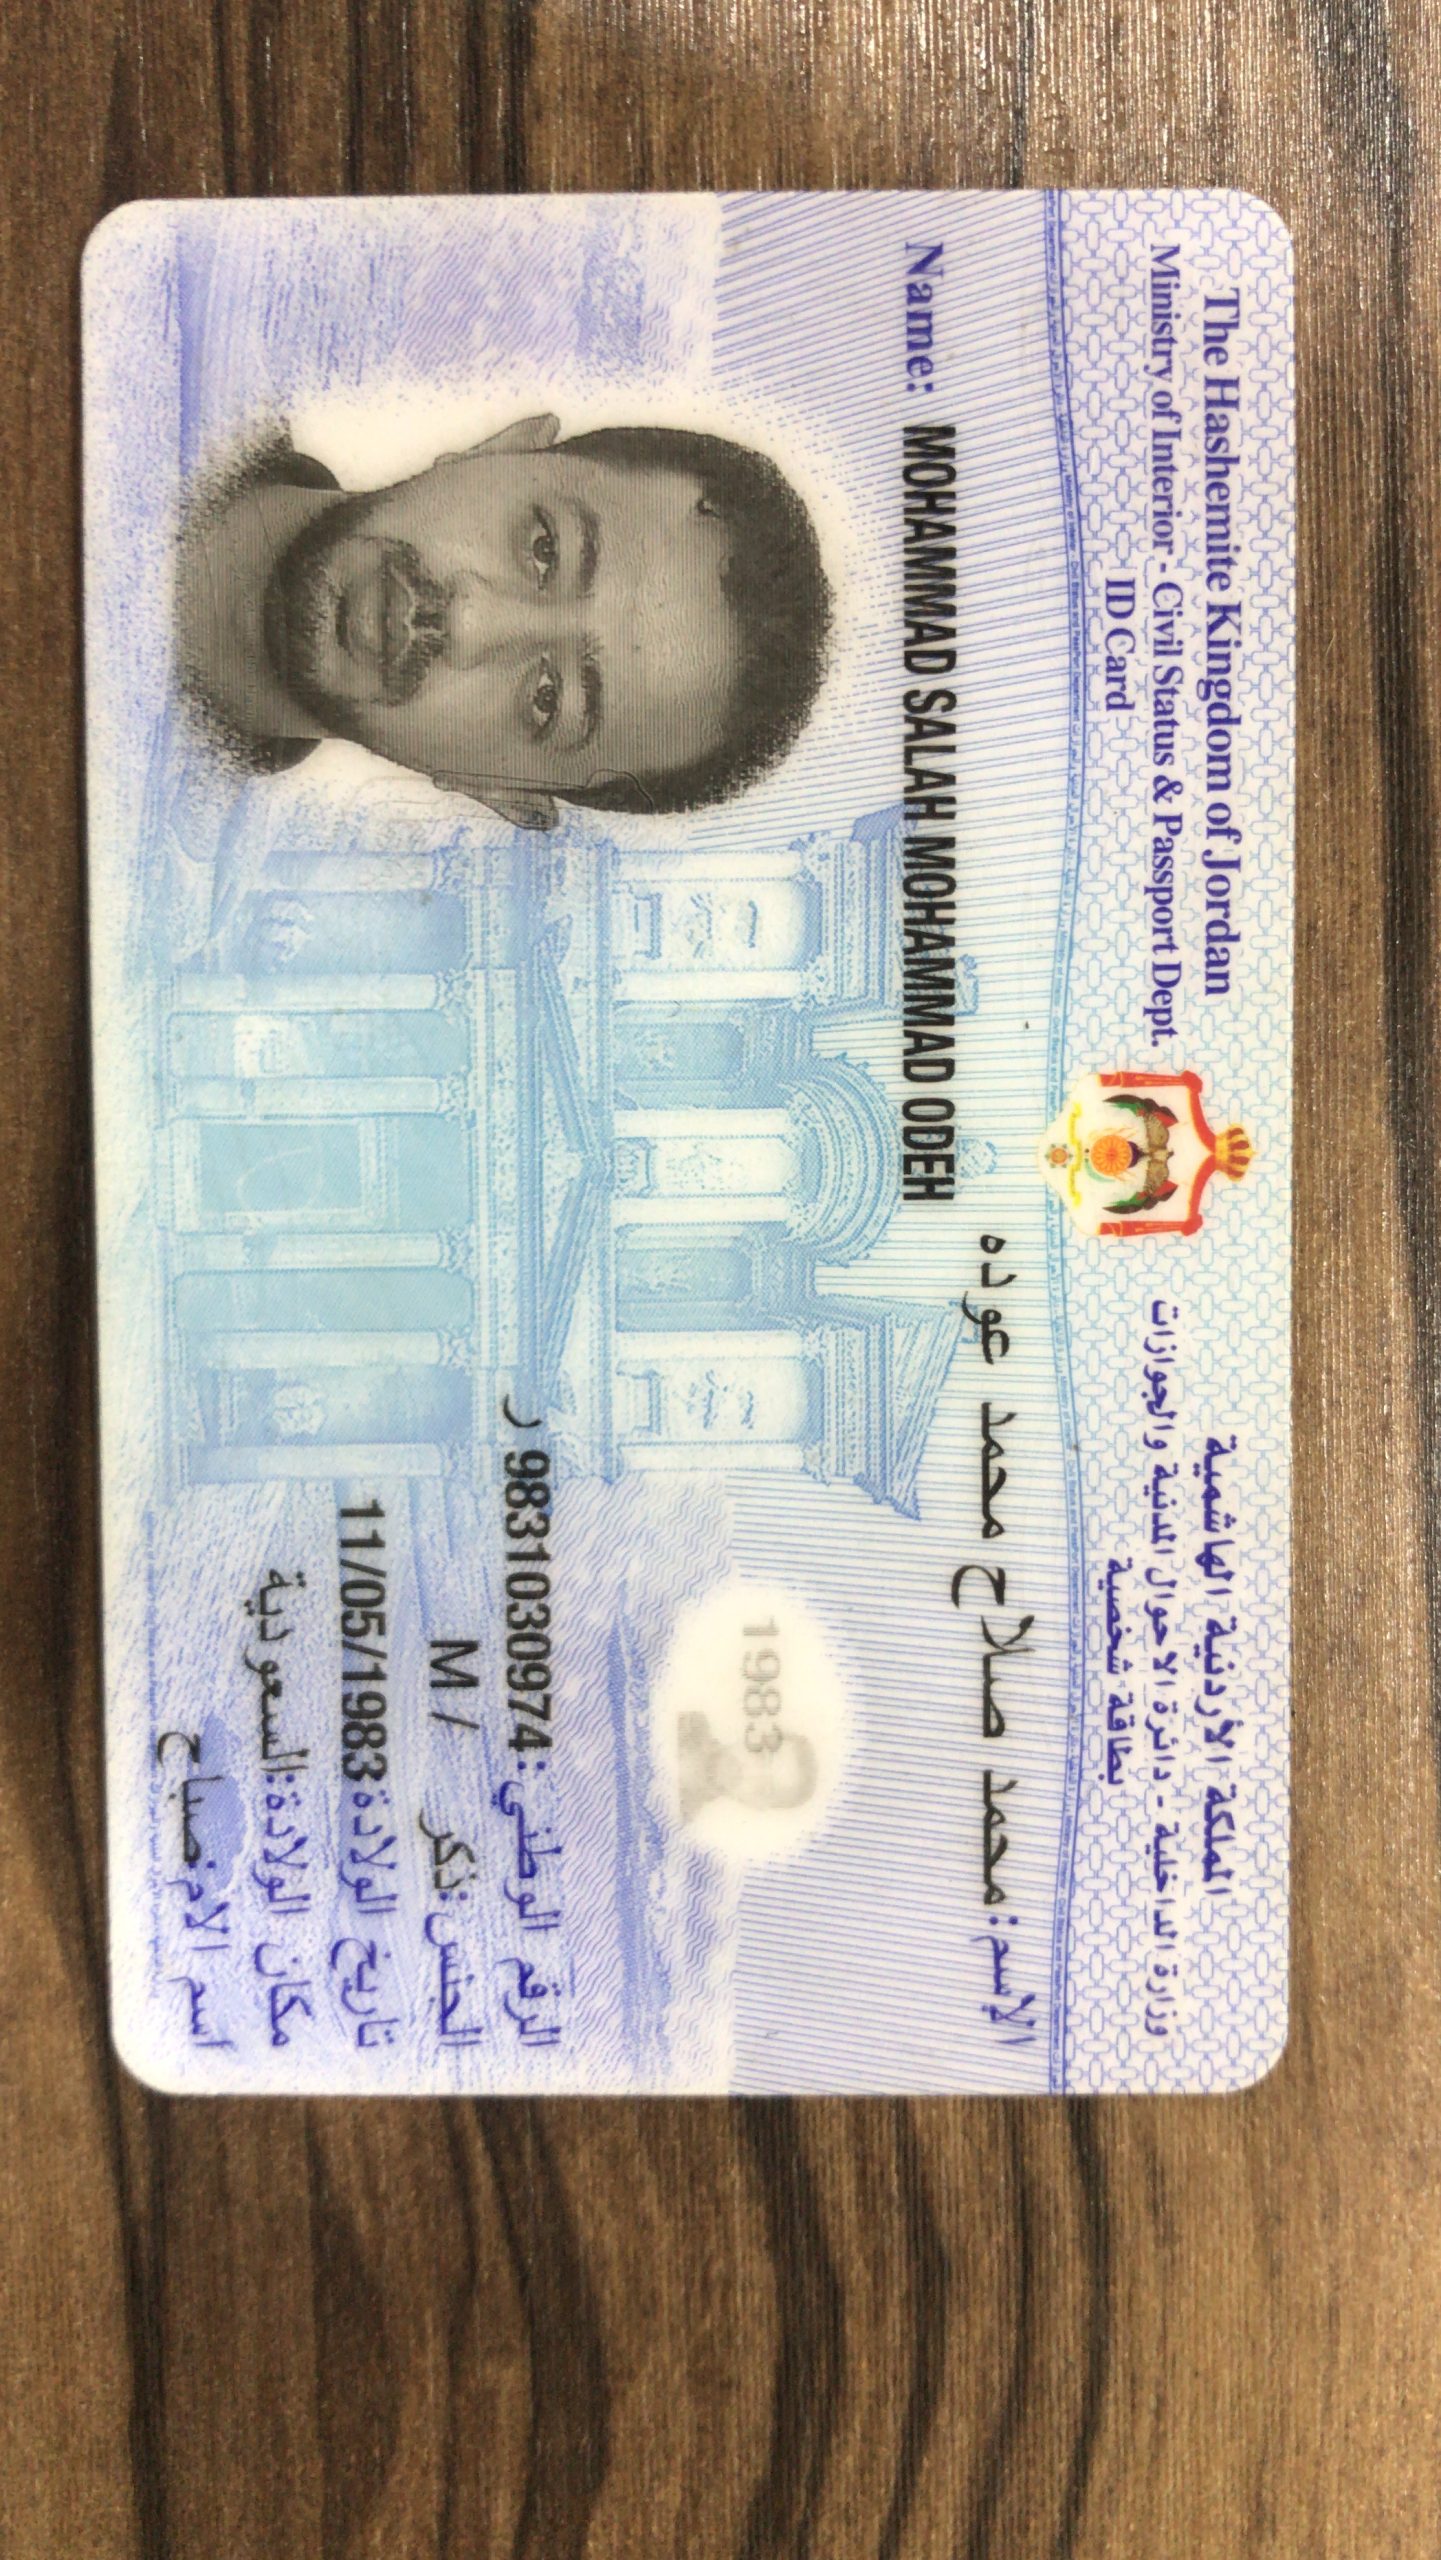 The Hashemite Kingdom of Jordan
المملكة الأردنية الهاشمية
Ministry of Interior - Civil Status & Passport Dept.
وزارة الداخلية - دائرة الاحوال المدنية والجوازات
ID Card
بطاقة شخصية
الإسم: محمد صلاح محمد عوده
Name: MOHAMMAD SALAH MOHAMMAD ODEH
1983
الرقم الوطني: 9831030974 ر
الجنس: ذكر / M
تاريخ الولادة: 11/05/1983
مكان الولادة: السعودية
اسم الام: صباح